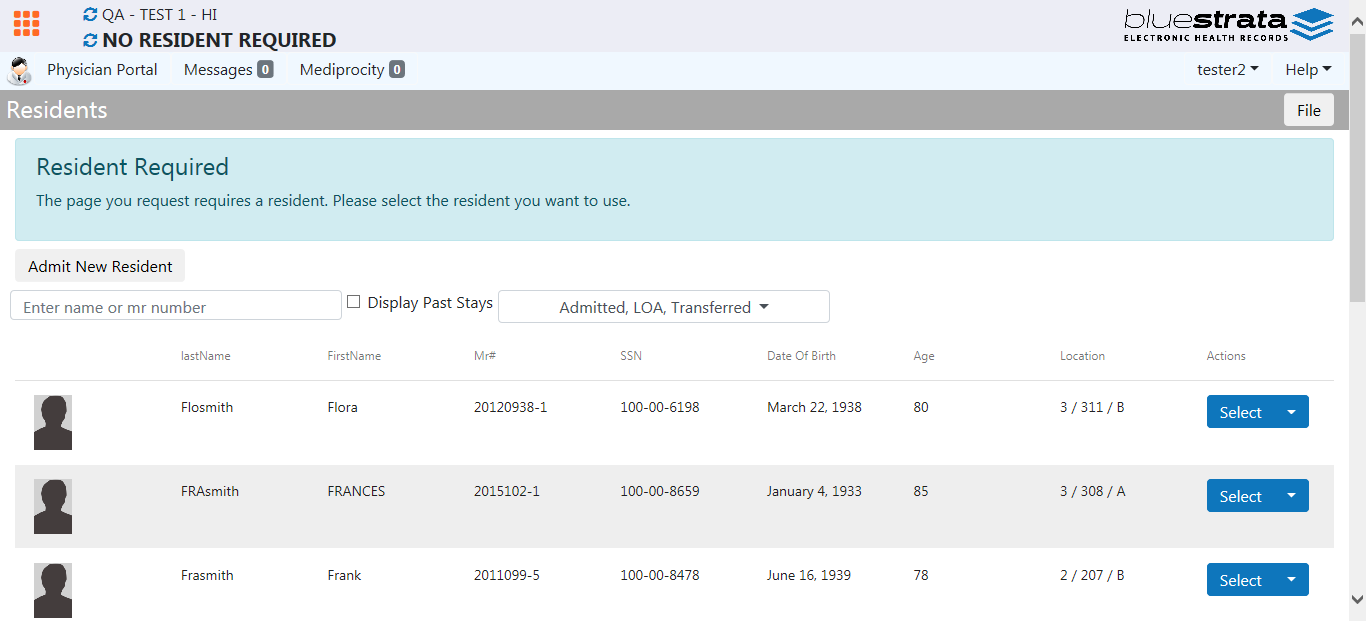 QA - TEST 1 - HI
NO RESIDENT REQUIRED
bluestrata
ELECTRONIC HEALTH RECORDS
Physician Portal Messages 0 Mediprocity 0 tester2 Help
Residents File
Resident Required
The page you request requires a resident. Please select the resident you want to use.
Admit New Resident
Enter name or mr number Display Past Stays Admitted, LOA, Transferred
lastName FirstName Mr# SSN Date Of Birth Age Location Actions
Flosmith Flora 20120938-1 100-00-6198 March 22, 1938 80 3 / 311 / B Select
FRAsmith FRANCES 2015102-1 100-00-8659 January 4, 1933 85 3 / 308 / A Select
Frasmith Frank 2011099-5 100-00-8478 June 16, 1939 78 2 / 207 / B Select